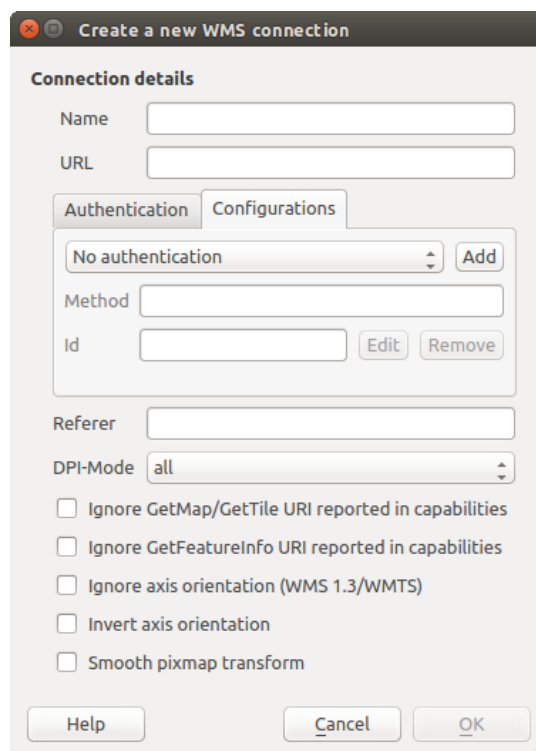 Create a new WMS connection
Connection details
Name
URL
Authentication Configurations
No authentication Add
Method
Id Edit Remove
Referer
DPI-Mode all
Ignore GetMap/GetTile URI reported in capabilities
Ignore GetFeatureInfo URI reported in capabilities
Ignore axis orientation (WMS 1.3/WMTS)
Invert axis orientation
Smooth pixmap transform
Help Cancel OK